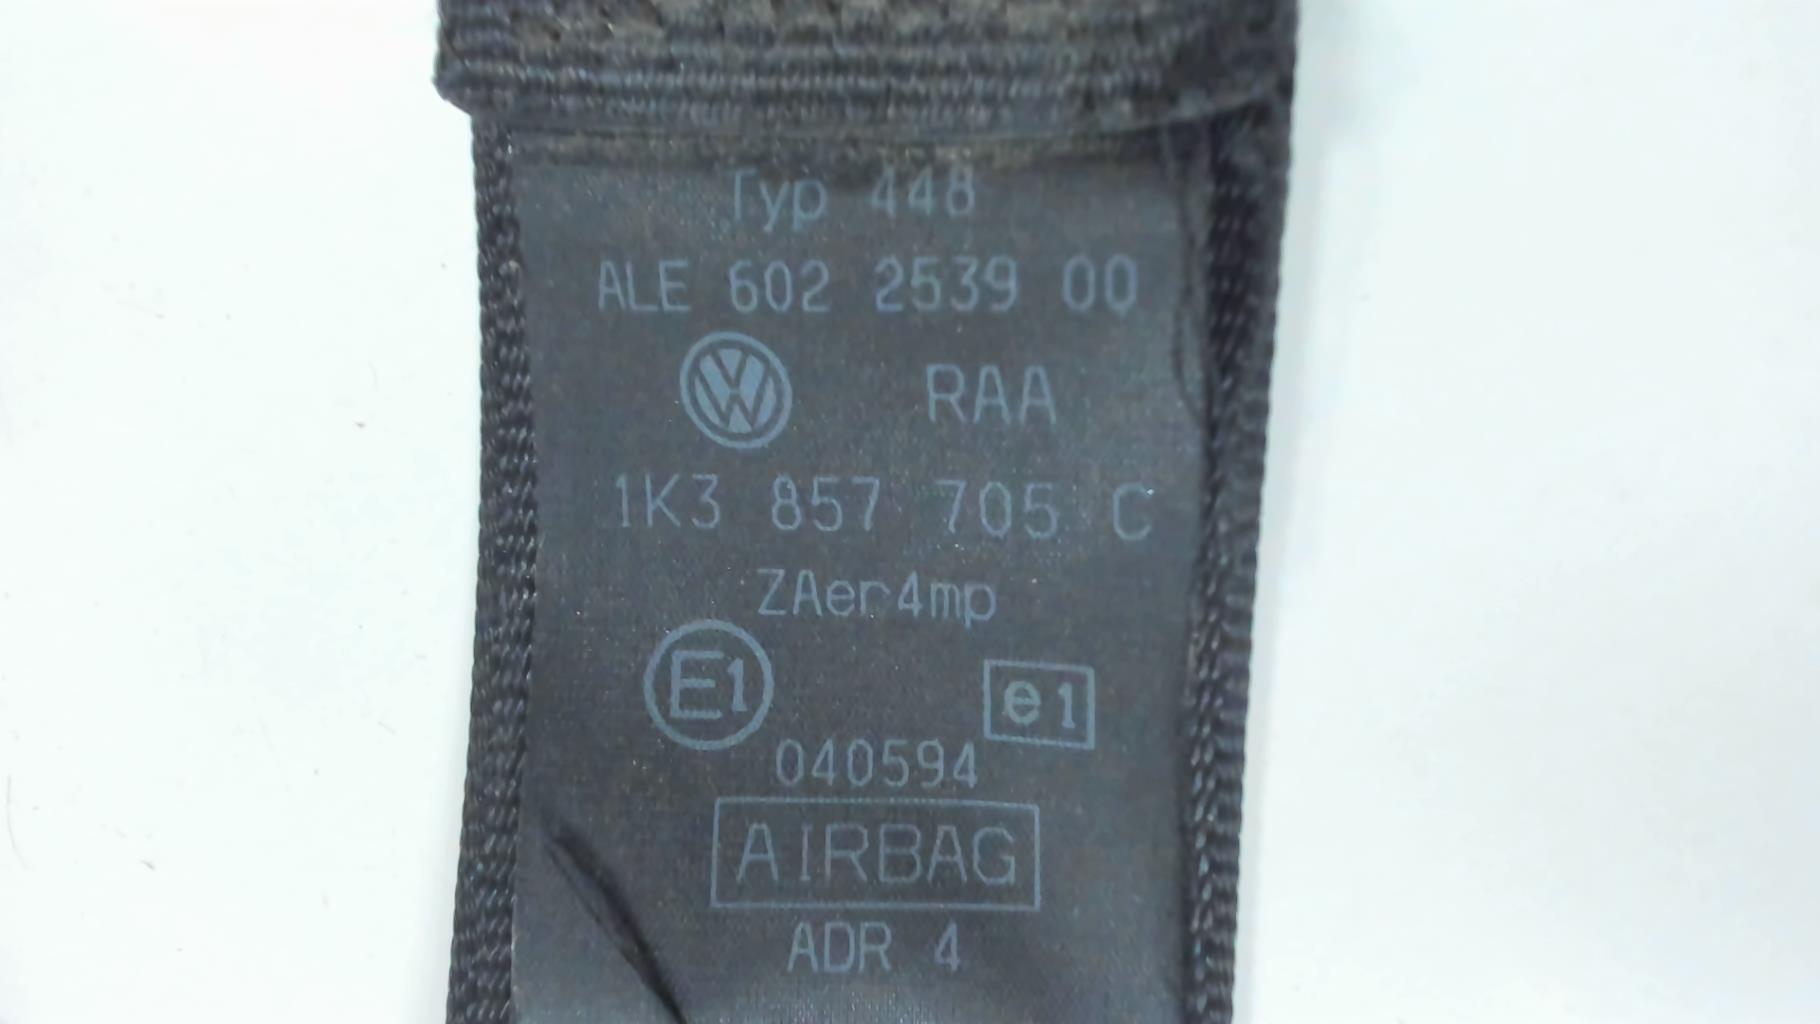 Typ 448
ALE 602 2539 00
VW RAA
1K3 857 705 C
ZAer4mp
E1 e1
040594
AIRBAG
ADR 4